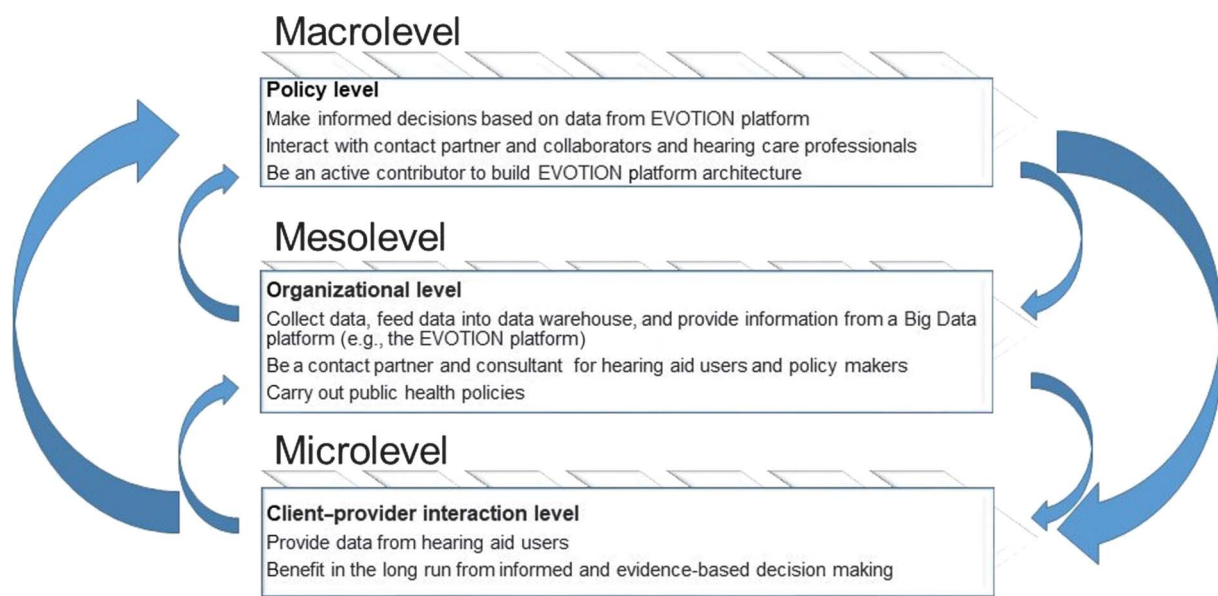 Macrolevel
Policy level
Make informed decisions based on data from EVOTION platform
Interact with contact partner and collaborators and hearing care professionals
Be an active contributor to build EVOTION platform architecture
Mesolevel
Organizational level
Collect data, feed data into data warehouse, and provide information from a Big Data
platform (e.g., the EVOTION platform)
Be a contact partner and consultant for hearing aid users and policy makers
Carry out public health policies
Microlevel
Client–provider interaction level
Provide data from hearing aid users
Benefit in the long run from informed and evidence-based decision making